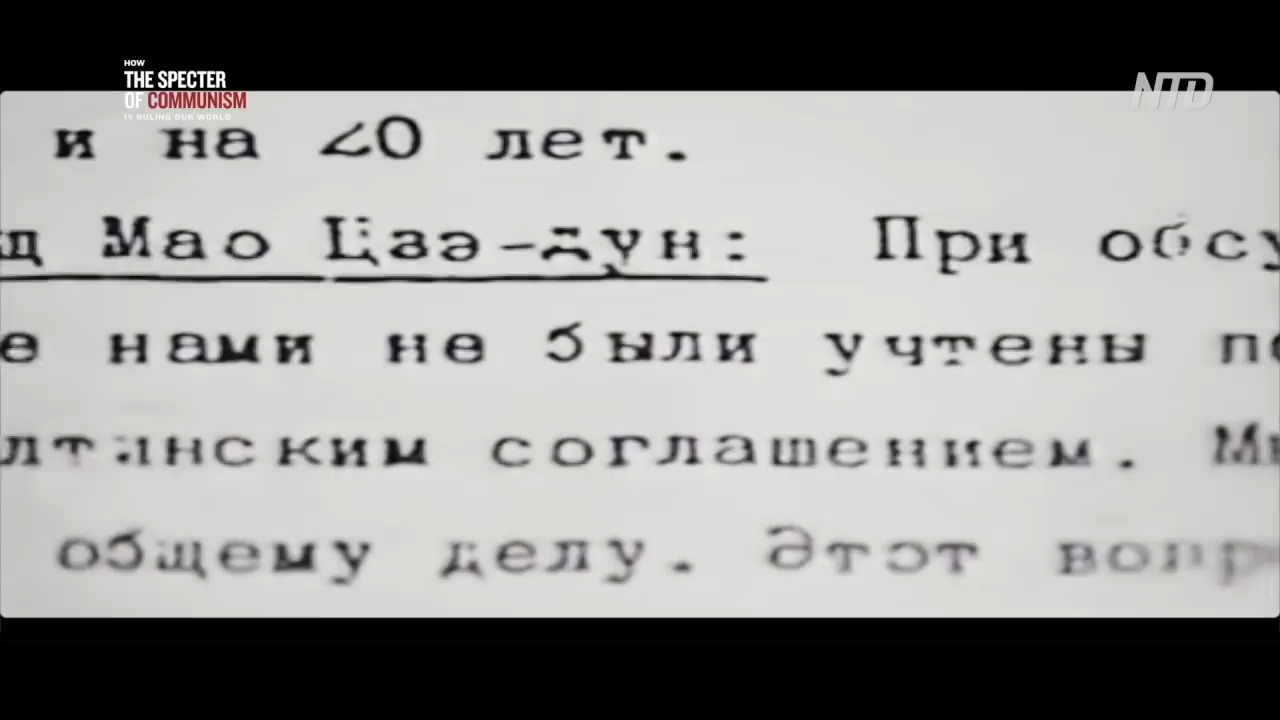 HOW
THE SPECTER
OF COMMUNISM
IS RULING OUR WORLD
NTD
и на 20 лет.
Мао Цзэ-дун: При
нами не были учтены
соглашением.
общему делу. Этот